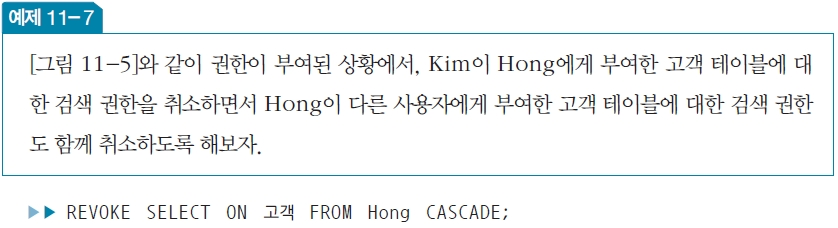 예제 11-7
[그림 11-5]와 같이 권한이 부여된 상황에서, Kim이 Hong에게 부여한 고객 테이블에 대
한 검색 권한을 취소하면서 Hong이 다른 사용자에게 부여한 고객 테이블에 대한 검색 권한
도 함께 취소하도록 해보자.
▶▶ REVOKE SELECT ON 고객 FROM Hong CASCADE;